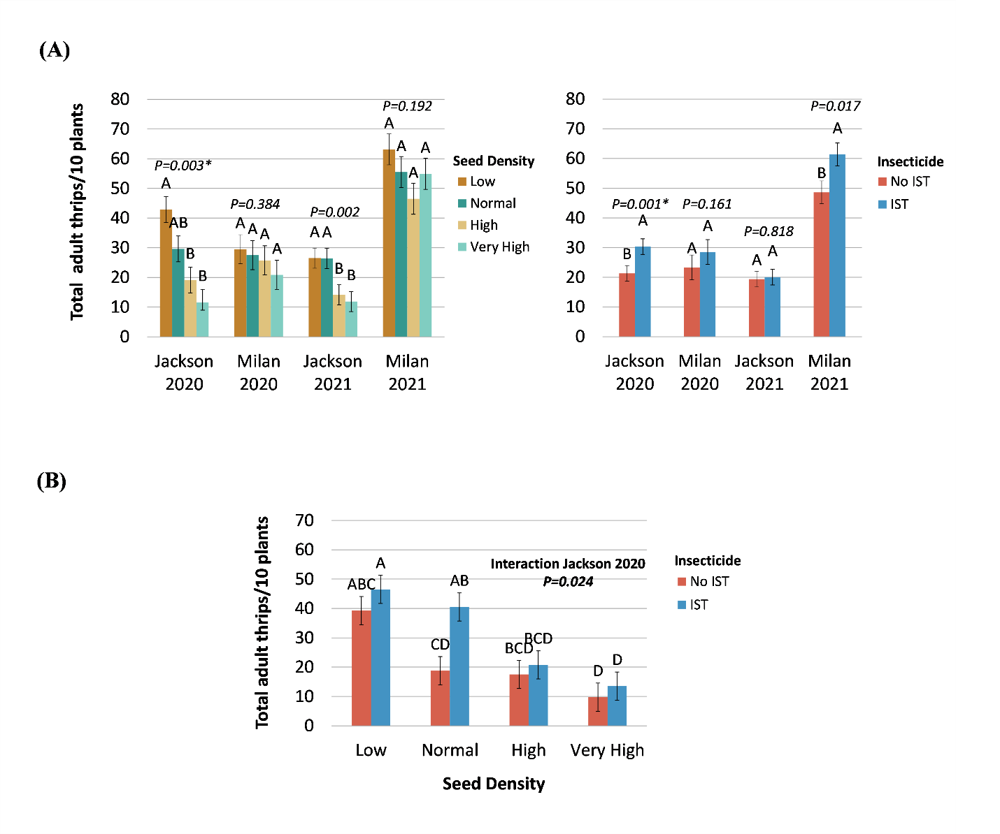 (A)
Total adult thrips/10 plants
80
70
60
50
40
30
20
10
0
P=0.003*
A
AB
B
B
P=0.384
A
A
A
A
P=0.002
A
A
B
B
P=0.192
A
A
A
A
Jackson
2020
Milan
2020
Jackson
2021
Milan
2021
Seed Density
Low
Normal
High
Very High
80
70
60
50
40
30
20
10
0
P=0.001*
B
A
P=0.161
A
A
P=0.818
A
A
P=0.017
B
A
Jackson
2020
Milan
2020
Jackson
2021
Milan
2021
Insecticide
No IST
IST
(B)
Total adult thrips/10 plants
70
60
50
40
30
20
10
0
Interaction Jackson 2020
P=0.024
ABC
A
CD
AB
BCD
BCD
D
D
Low
Normal
High
Very High
Seed Density
Insecticide
No IST
IST